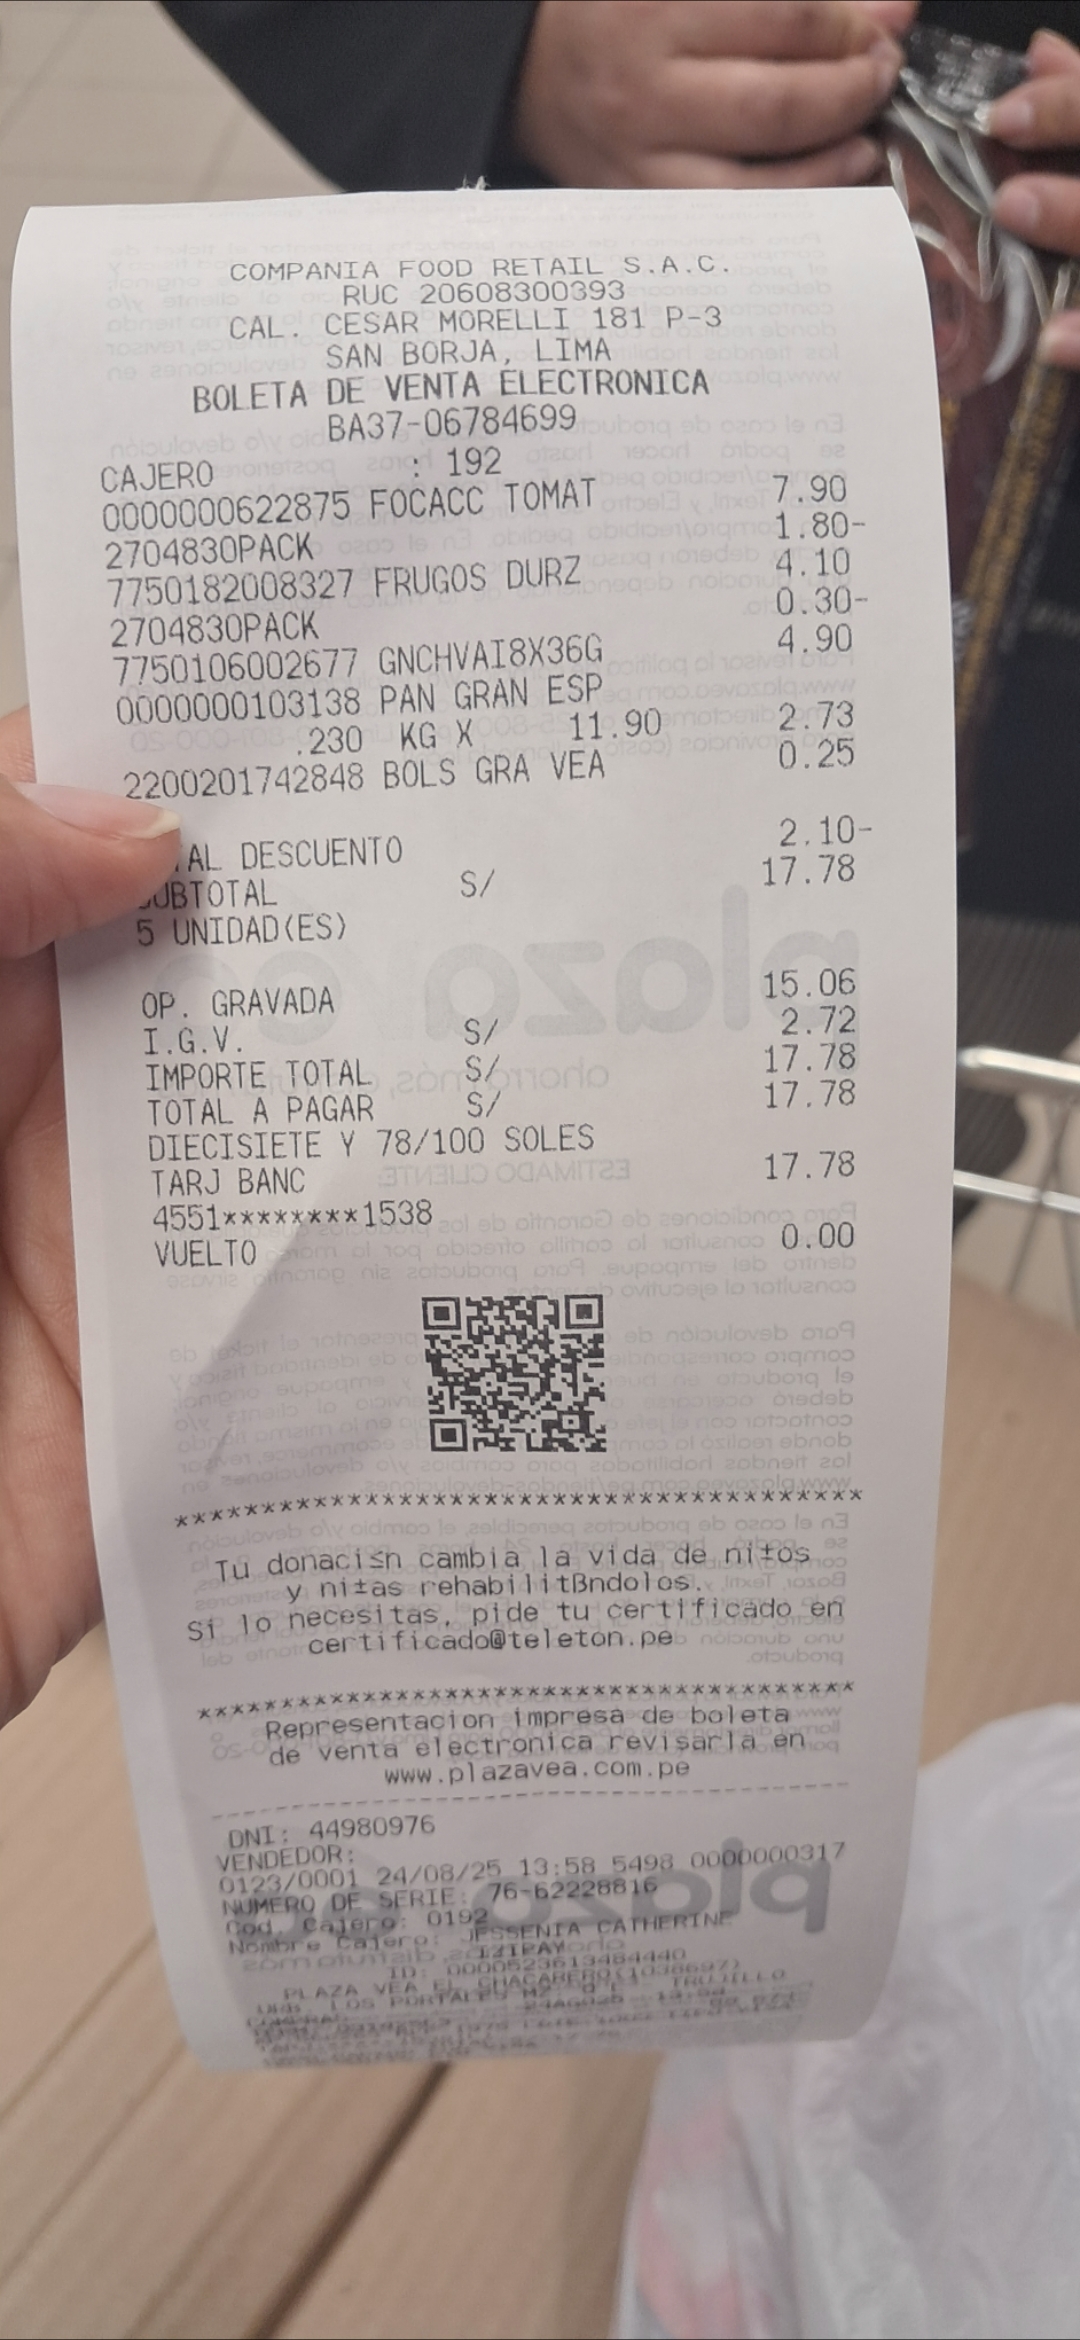 COMPANIA FOOD RETAIL S.A.C.
RUC 20608300393
CAL. CESAR MORELLI 181 P-3
SAN BORJA, LIMA
BOLETA DE VENTA ELECTRONICA
BA37-06784699
CAJERO : 192
0000000622875 FOCACC TOMAT 7.90
2704830PACK 1.80-
7750182008327 FRUGOS DURZ 4.10
2704830PACK 0.30-
7750106002677 GNCHVAI8X36G 4.90
0000000103138 PAN GRAN ESP
.230 KG X 11.90 2.73
2200201742848 BOLS GRA VEA 0.25
AL DESCUENTO 2.10-
UBTOTAL S/ 17.78
5 UNIDAD(ES)
OP. GRAVADA 15.06
I.G.V. S/ 2.72
IMPORTE TOTAL S/ 17.78
TOTAL A PAGAR S/ 17.78
DIECISIETE Y 78/100 SOLES
TARJ BANC 17.78
4551********1538
VUELTO 0.00
****************************************
Tu donaci≤n cambia la vida de ni±os
y ni±as rehabilitßndolos.
Si lo necesitas, pide tu certificado en
certificado@teleton.pe
****************************************
Representacion impresa de boleta
de venta electronica revisarla en
www.plazavea.com.pe
DNI: 44980976
VENDEDOR:
0123/0001 24/08/25 13:58 5498 0000000317
NUMERO DE SERIE: 76-62228816
Cod. Cajero: 0192
Nombre Cajero: JESSENIA CATHERINE
IZIPAY
ID: 0000523613484440
PLAZA VEA EL CHACARERO(1038697)
LOS PORTALES MZ. TRUJILLO